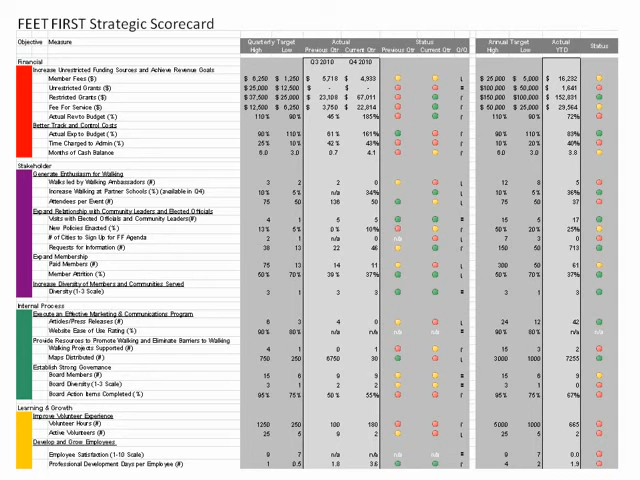 FEET FIRST Strategic Scorecard
Quarterly Target Actual Status Annual Target Actual
Objective Measure High Low Previous Qtr Current Qtr Previous Qtr Current Qtr Q/Q High Low YTD Status
Q3 2010 Q4 2010
Financial
Increase Unrestricted Funding Sources and Achieve Revenue Goals
Member Fees ($) $ 6,250 $ 1,250 $ 5,718 $ 4,933 $ 25,000 $ 5,000 $ 16,232
Unrestricted Grants ($) $ 25,000 $ 12,500 $ - $ - = $100,000 $ 50,000 $ 1,641
Restricted Grants ($) $ 37,500 $ 25,000 $ 23,108 $ 67,011 $150,000 $100,000 $ 152,831
Fee For Service ($) $ 12,500 $ 6,250 $ 3,750 $ 22,814 $ 50,000 $ 25,000 $ 29,564
Actual Rev to Budget (%) 110% 90% 45% 185% 110% 90% 72%
Better Track and Control Costs
Actual Exp to Budget (%) 90% 110% 61% 161% 90% 110% 83%
Time Charged to Admin (%) 10% 25% 42% 43% 10% 20% 40%
Months of Cash Balance 6.0 3.0 0.7 4.1 6.0 3.0 3.8
Stakeholder
Generate Enthusiasm for Walking
Walks led by Walking Ambassadors (#) 3 2 2 0 12 8 5
Increase Walking at Partner Schools (%) (available in Q4) 10% 5% n/a 34% 10% 5% 36%
Attendees per Event (#) 75 50 136 50 75 50 37
Expand Relationship with Community Leaders and Elected Officials
Visits with Elected Officials and Community Leaders(#) 4 1 5 5 = 15 5 17
New Policies Enacted (%) 13% 5% 0% 10% 50% 20% 25%
# of Cities to Sign Up for FF Agenda 2 1 n/a 0 n/a 7 3 0
Requests for Information (#) 38 13 22 46 150 50 713
Expand Membership
Paid Members (#) 75 13 14 11 300 50 61
Member Attrition (%) 50% 70% 39% 37% 50% 70% 37%
Increase Diversity of Members and Communities Served
Diversity (1-3 Scale) 3 1 3 3 = 3 1 3
Internal Process
Execute an Effective Marketing & Communications Program
Articles/Press Releases (#) 6 3 4 0 24 12 42
Website Ease of Use Rating (%) 90% 80% n/a n/a n/a n/a = 90% 80% n/a n/a
Provide Resources to Promote Walking and Eliminate Barriers to Walking
Walking Projects Supported (#) 4 1 0 1 15 3 2
Maps Distributed (#) 750 250 6750 30 3000 1000 7255
Establish Strong Governance
Board Members (#) 15 6 9 9 = 15 6 9
Board Diversity (1-3 Scale) 3 1 2 2 = 3 1 0
Board Action Items Completed (%) 95% 75% 50% 55% 95% 75% 67%
Learning & Growth
Improve Volunteer Experience
Volunteer Hours (#) 1250 250 100 180 5000 1000 665
Active Volunteers (#) 25 5 9 2 25 5 2
Develop and Grow Employees
Employee Satisfaction (1-10 Scale) 9 7 n/a n/a n/a n/a = 9 7 0.0
Professional Development Days per Employee (#) 1 0.5 1.8 3.6 4 2 1.9